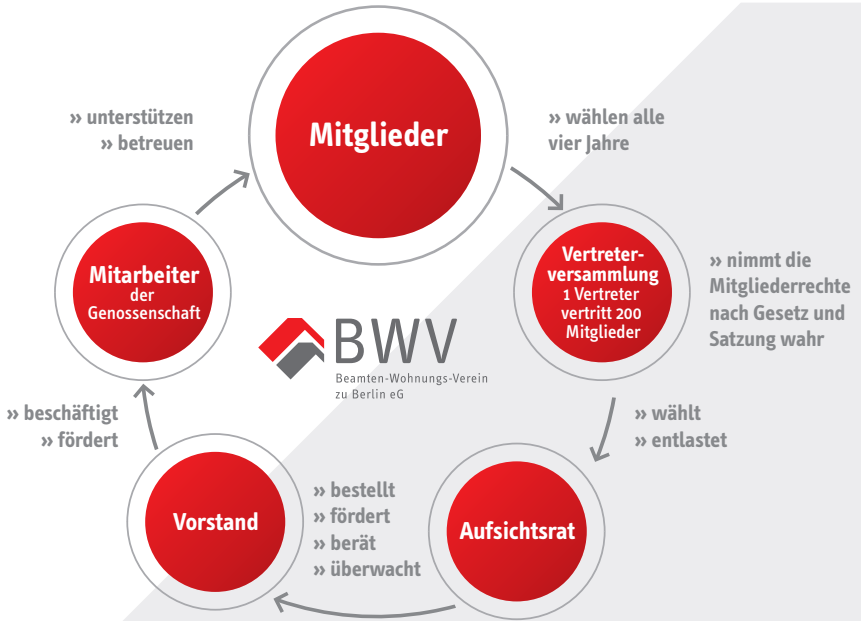 Mitglieder
» unterstützen
» betreuen
» wählen alle
vier Jahre
Vertreter-
versammlung
1 Vertreter
vertritt 200
Mitglieder
» nimmt die
Mitgliederrechte
nach Gesetz und
Satzung wahr
Mitarbeiter
der
Genossenschaft
BWV
Beamten-Wohnungs-Verein
zu Berlin eG
» beschäftigt
» fördert
» wählt
» entlastet
Vorstand
» bestellt
» fördert
» berät
» überwacht
Aufsichtsrat